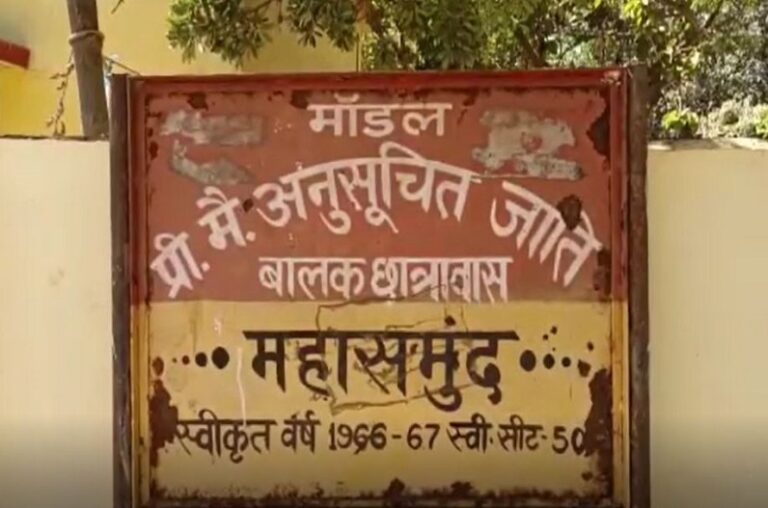 मॉडल
प्री. मै. अनुसूचित जाति
बालक छात्रावास
महासमुंद
स्वीकृत वर्ष 1966-67 स्वी. सीट- 50